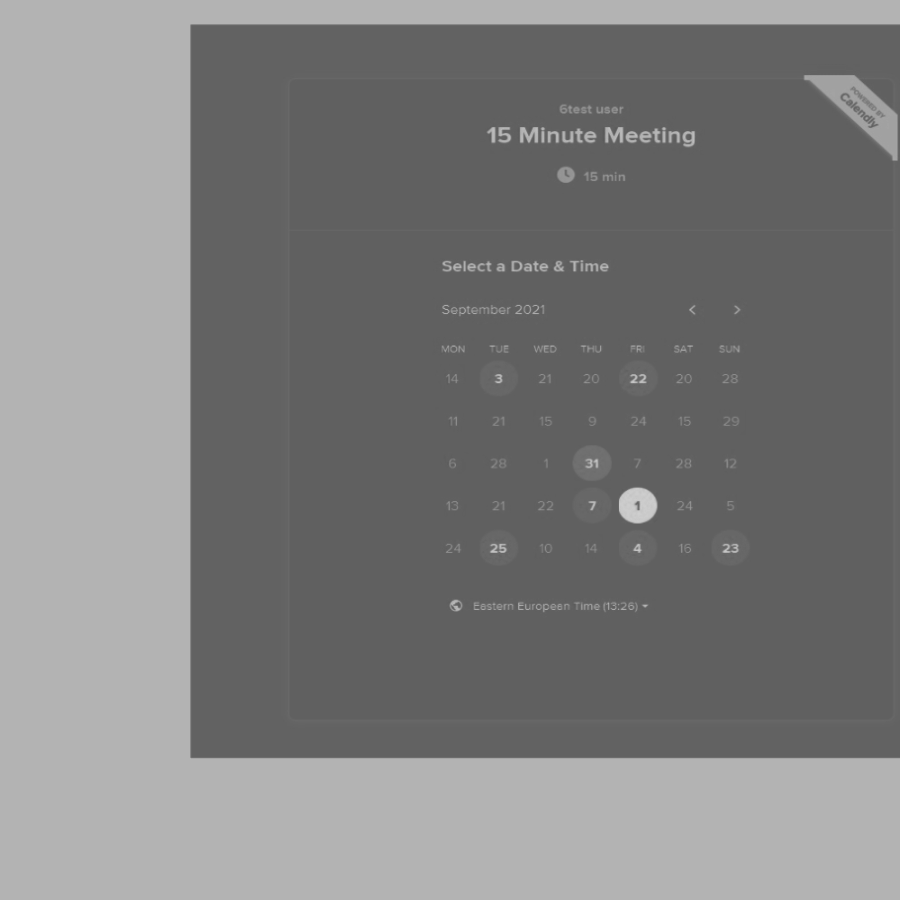 6test user
POWERED BY
Calendly
15 Minute Meeting
15 min
Select a Date & Time
September 2021
MON TUE WED THU FRI SAT SUN
14 3 21 20 22 20 28
11 21 15 9 24 15 29
6 28 1 31 7 28 12
13 21 22 7 1 24 5
24 25 10 14 4 16 23
Eastern European Time (13:26)